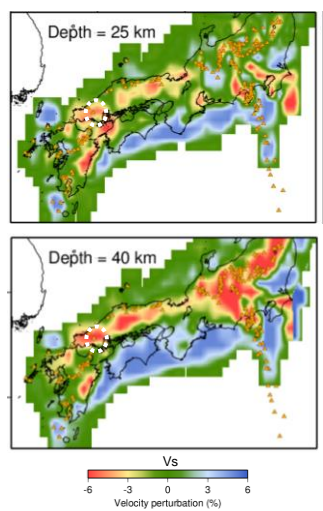 Depth = 25 km
Depth = 40 km
Vs
-6 -3 0 3 6
Velocity perturbation (%)